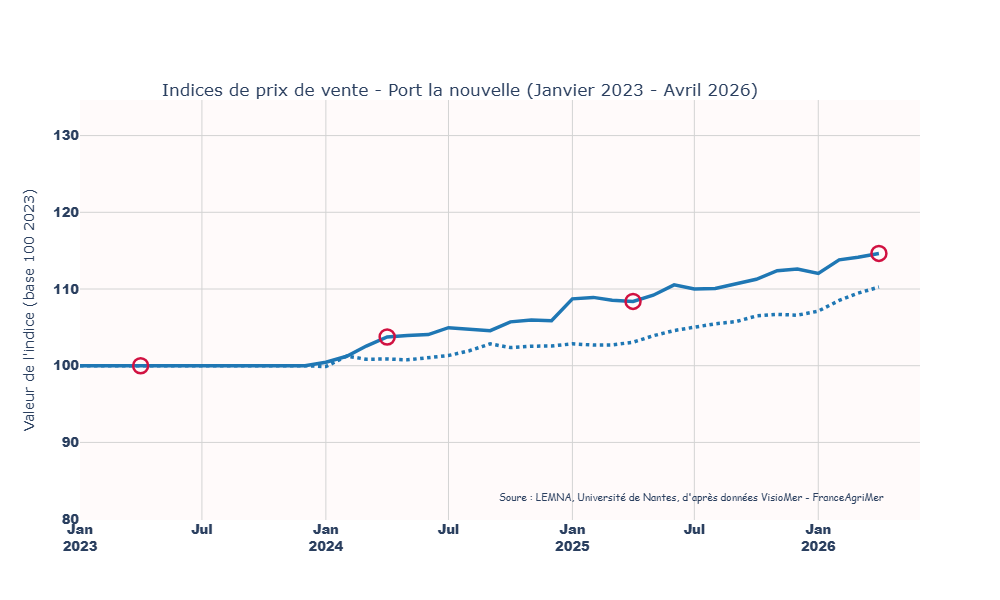 Indices de prix de vente - Port la nouvelle (Janvier 2023 - Avril 2026)
Valeur de l'indice (base 100 2023)
130
120
110
100
90
80
Soure : LEMNA, Université de Nantes, d'après données VisioMer - FranceAgriMer
Jan Jul Jan Jul Jan Jul Jan
2023 2024 2025 2026